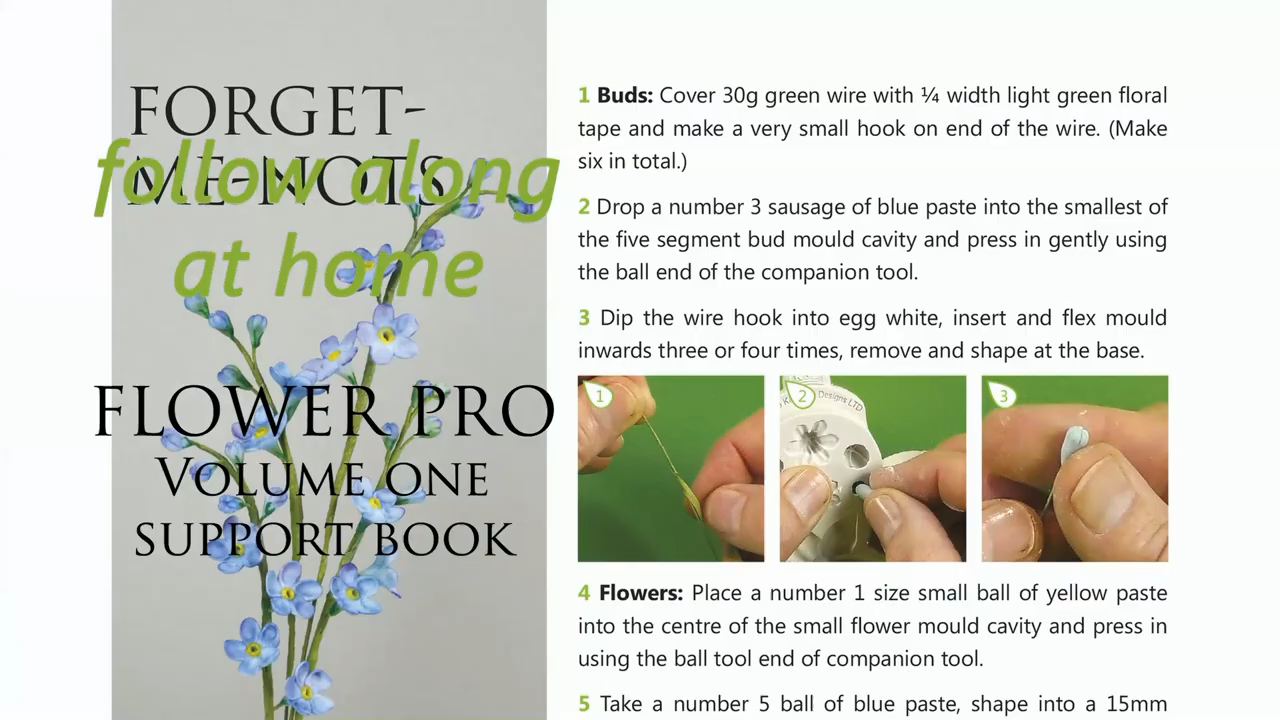 FORGET-
ME-NOTS
follow along
at home
FLOWER PRO
VOLUME ONE
SUPPORT BOOK
1 Buds: Cover 30g green wire with ¼ width light green floral
tape and make a very small hook on end of the wire. (Make
six in total.)
2 Drop a number 3 sausage of blue paste into the smallest of
the five segment bud mould cavity and press in gently using
the ball end of the companion tool.
3 Dip the wire hook into egg white, insert and flex mould
inwards three or four times, remove and shape at the base.
1
2
Designs LTD
3
4 Flowers: Place a number 1 size small ball of yellow paste
into the centre of the small flower mould cavity and press in
using the ball tool end of companion tool.
5 Take a number 5 ball of blue paste, shape into a 15mm